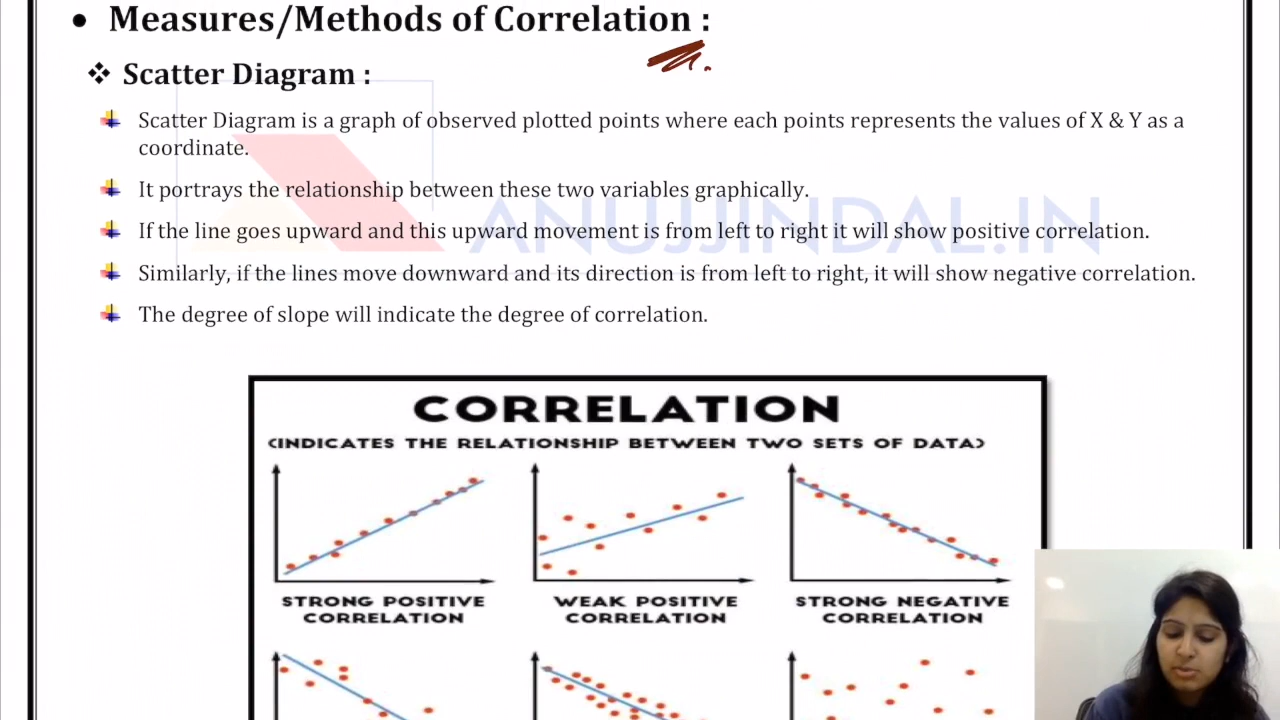 Measures/Methods of Correlation :
Scatter Diagram :
Scatter Diagram is a graph of observed plotted points where each points represents the values of X & Y as a
coordinate.
It portrays the relationship between these two variables graphically.
If the line goes upward and this upward movement is from left to right it will show positive correlation.
Similarly, if the lines move downward and its direction is from left to right, it will show negative correlation.
The degree of slope will indicate the degree of correlation.
ANUJJINDAL.IN
CORRELATION
(INDICATES THE RELATIONSHIP BETWEEN TWO SETS OF DATA)
STRONG POSITIVE
CORRELATION
WEAK POSITIVE
CORRELATION
STRONG NEGATIVE
CORRELATION